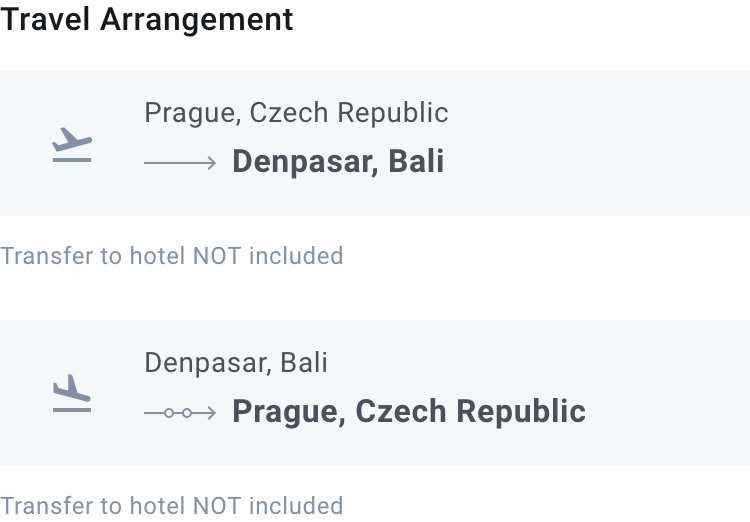 Travel Arrangement
Prague, Czech Republic
Denpasar, Bali
Transfer to hotel NOT included
Denpasar, Bali
Prague, Czech Republic
Transfer to hotel NOT included